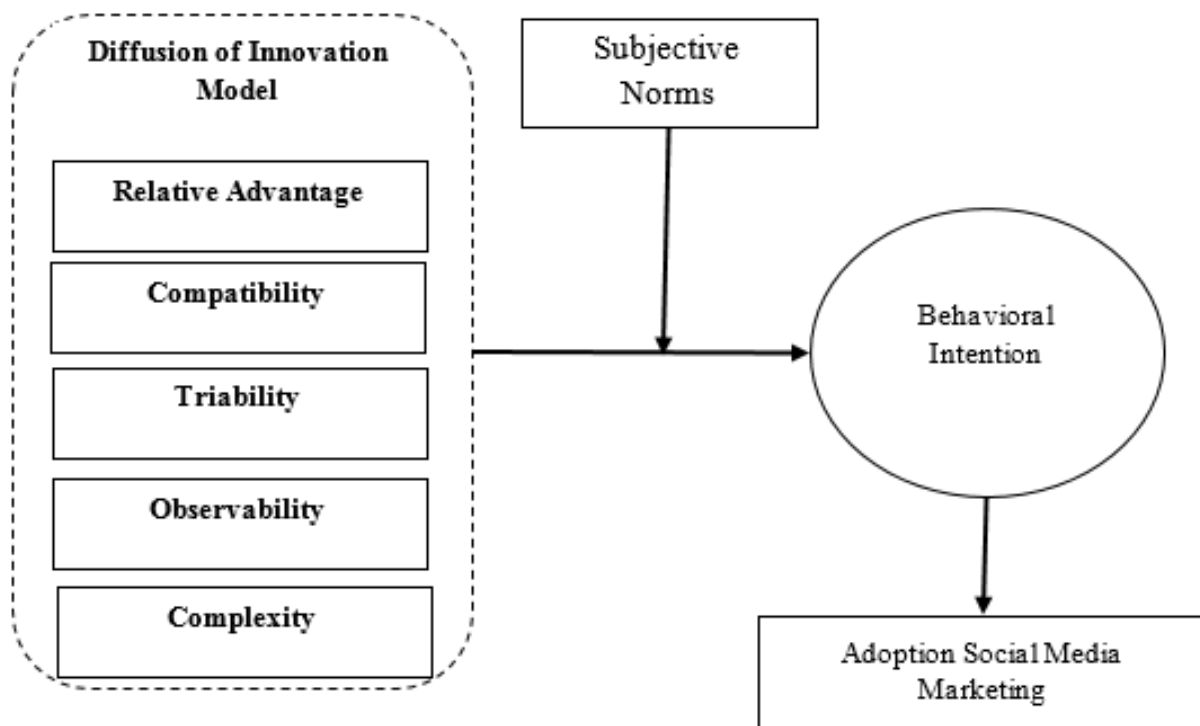 Diffusion of Innovation
Model
Relative Advantage
Compatibility
Triability
Observability
Complexity
Subjective
Norms
Behavioral
Intention
Adoption Social Media
Marketing